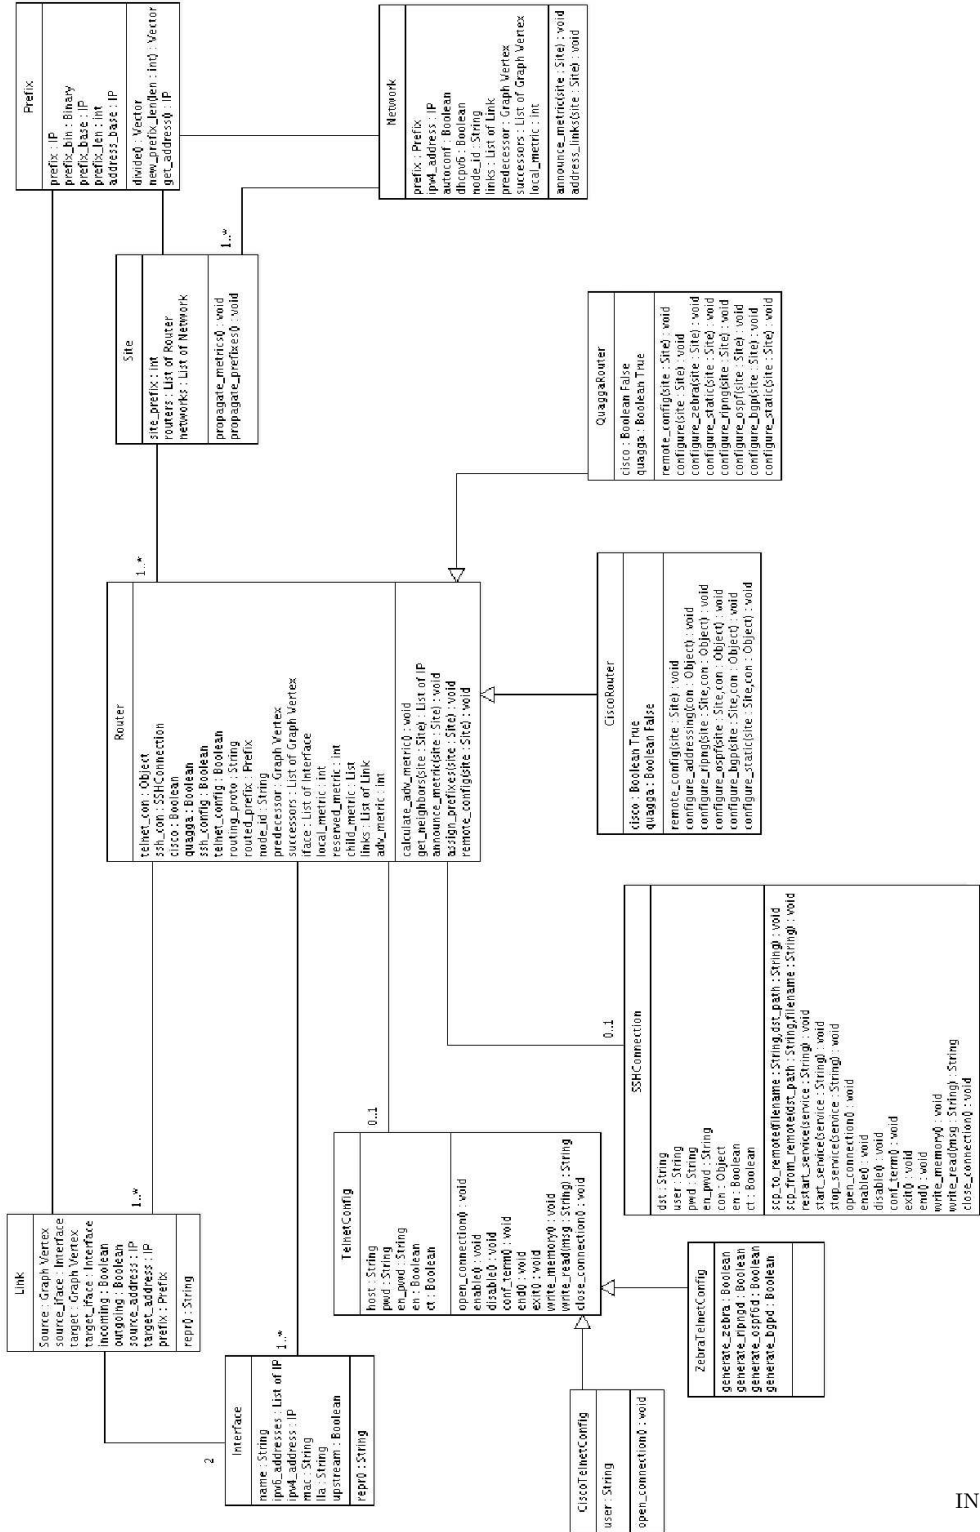 Prefix
prefix : IP
prefix_bin : Binary
prefix_base : IP
prefix_len : int
address_base : IP
divide() : Vector
new_prefix_len(len : int) : Vector
get_address() : IP
Network
prefix : Prefix
ipv4_address : IP
autoconf : Boolean
dhcpv6 : Boolean
node_id : String
links : List of Link
predecessor : Graph Vertex
successors : List of Graph Vertex
local_metric : int
announce_metric(site : Site) : void
address_links(site : Site) : void
1..*
Site
site_prefix : int
routers : List of Router
networks : List of Network
propagate_metrics() : void
propagate_prefixes() : void
QuaggaRouter
cisco : Boolean False
quagga : Boolean True
remote_config(site : Site) : void
configure(site : Site) : void
configure_zebra(site : Site) : void
configure_static(site : Site) : void
configure_ripng(site : Site) : void
configure_ospf(site : Site) : void
configure_bgp(site : Site) : void
configure_static(site : Site) : void
1..*
Router
telnet_con : Object
ssh_con : SSHConnection
cisco : Boolean
quagga : Boolean
ssh_config : Boolean
telnet_config : Boolean
routing_proto : String
routed_prefix : Prefix
node_id : String
predecessor : Graph Vertex
successors : List of Graph Vertex
iface : List of Interface
local_metric : int
reserved_metric : int
child_metric : List
links : List of Link
adv_metric : int
calculate_adv_metric() : void
get_neighbors(site : Site) : List of IP
announce_metric(site : Site) : void
assign_prefixes(site : Site) : void
remote_config(site : Site) : void
CiscoRouter
cisco : Boolean True
quagga : Boolean False
remote_config(site : Site) : void
configure_addressing(con : Object) : void
configure_ripng(site : Site,con : Object) : void
configure_ospf(site : Site,con : Object) : void
configure_bgp(site : Site,con : Object) : void
configure_static(site : Site,con : Object) : void
0..1
SSHConnection
dst : String
user : String
pwd : String
en_pwd : String
con : Object
en : Boolean
ct : Boolean
scp_to_remote(filename : String,dst_path : String) : void
scp_from_remote(dst_path : String,filename : String) : void
restart_service(service : String) : void
start_service(service : String) : void
stop_service(service : String) : void
open_connection() : void
enable() : void
disable() : void
conf_term() : void
exit() : void
end() : void
write_memory() : void
write_read(msg : String) : String
close_connection() : void
0..1
TelnetConfig
host : String
pwd : String
en_pwd : String
en : Boolean
ct : Boolean
open_connection() : void
enable() : void
disable() : void
conf_term() : void
end() : void
exit() : void
write_memory() : void
write_read(msg : String) : String
close_connection() : void
1..*
Link
Source : Graph Vertex
source_iface : Interface
target : Graph Vertex
target_iface : Interface
incoming : Boolean
outgoing : Boolean
source_address : IP
target_address : IP
prefix : Prefix
repr() : String
1..*
2
Interface
name : String
ipv6_addresses : List of IP
ipv4_address : IP
mac : String
lla : String
upstream : Boolean
repr() : String
ZebraTelnetConfig
generate_zebra : Boolean
generate_ripngd : Boolean
generate_ospf6d : Boolean
generate_bgpd : Boolean
CiscoTelnetConfig
user : String
open_connection() : void
IN